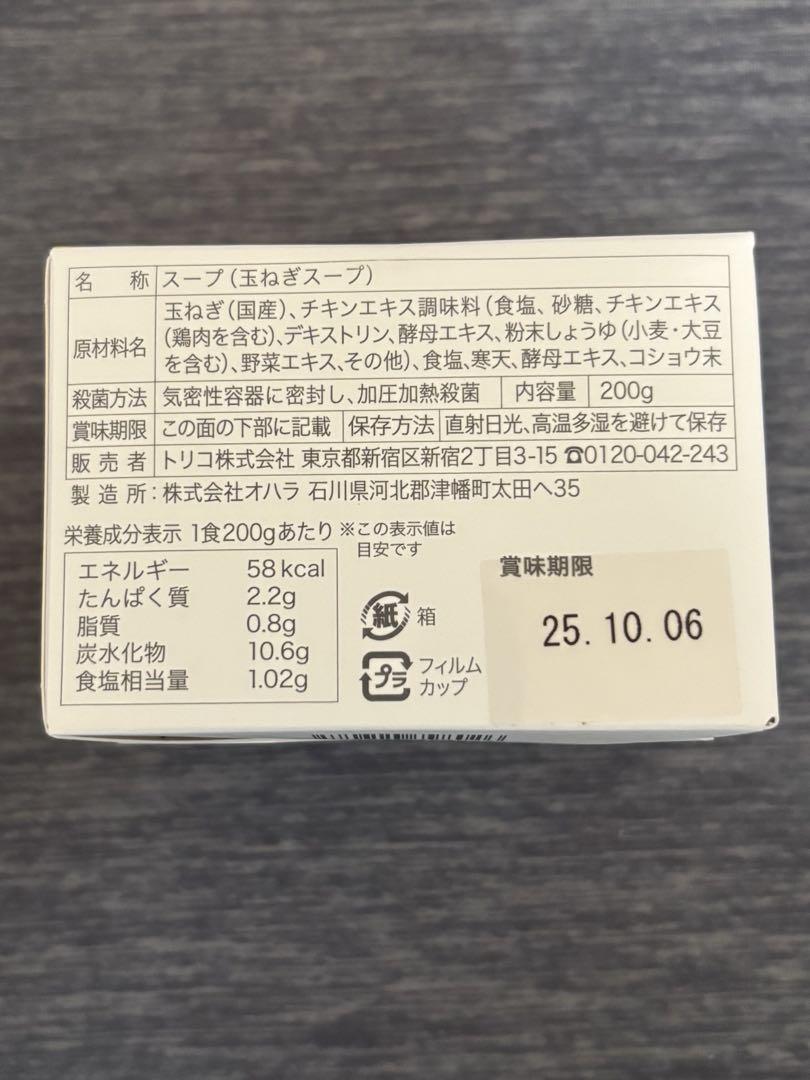 名称 スープ(玉ねぎスープ)
原材料名 玉ねぎ(国産)、チキンエキス調味料(食塩、砂糖、チキンエキス
(鶏肉を含む)、デキストリン、酵母エキス、粉末しょうゆ(小麦・大豆
を含む)、野菜エキス、その他)、食塩、寒天、酵母エキス、コショウ末
殺菌方法 気密性容器に密封し、加圧加熱殺菌 内容量 200g
賞味期限 この面の下部に記載 保存方法 直射日光、高温多湿を避けて保存
販売者 トリコ株式会社 東京都新宿区新宿2丁目3-15 ☎0120-042-243
製造所:株式会社オハラ 石川県河北郡津幡町太田へ35
栄養成分表示 1食200gあたり ※この表示値は
目安です
エネルギー 58kcal
たんぱく質 2.2g
脂質 0.8g
炭水化物 10.6g
食塩相当量 1.02g
紙 箱
プラ フィルム
カップ
賞味期限
25.10.06